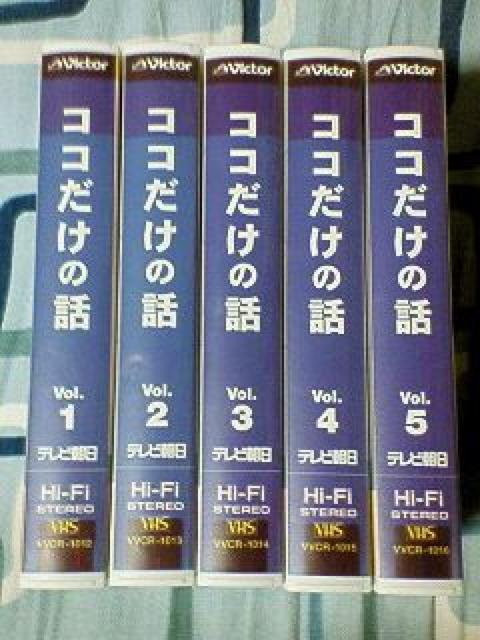 Victor
ココだけの話
Vol.
1
テレビ朝日
Hi-Fi
STEREO
VHS
VVCR-1012
Victor
ココだけの話
Vol.
2
テレビ朝日
Hi-Fi
STEREO
VHS
VVCR-1013
Victor
ココだけの話
Vol.
3
テレビ朝日
Hi-Fi
STEREO
VHS
VVCR-1014
Victor
ココだけの話
Vol.
4
テレビ朝日
Hi-Fi
STEREO
VHS
VVCR-1015
Victor
ココだけの話
Vol.
5
テレビ朝日
Hi-Fi
STEREO
VHS
VVCR-1016